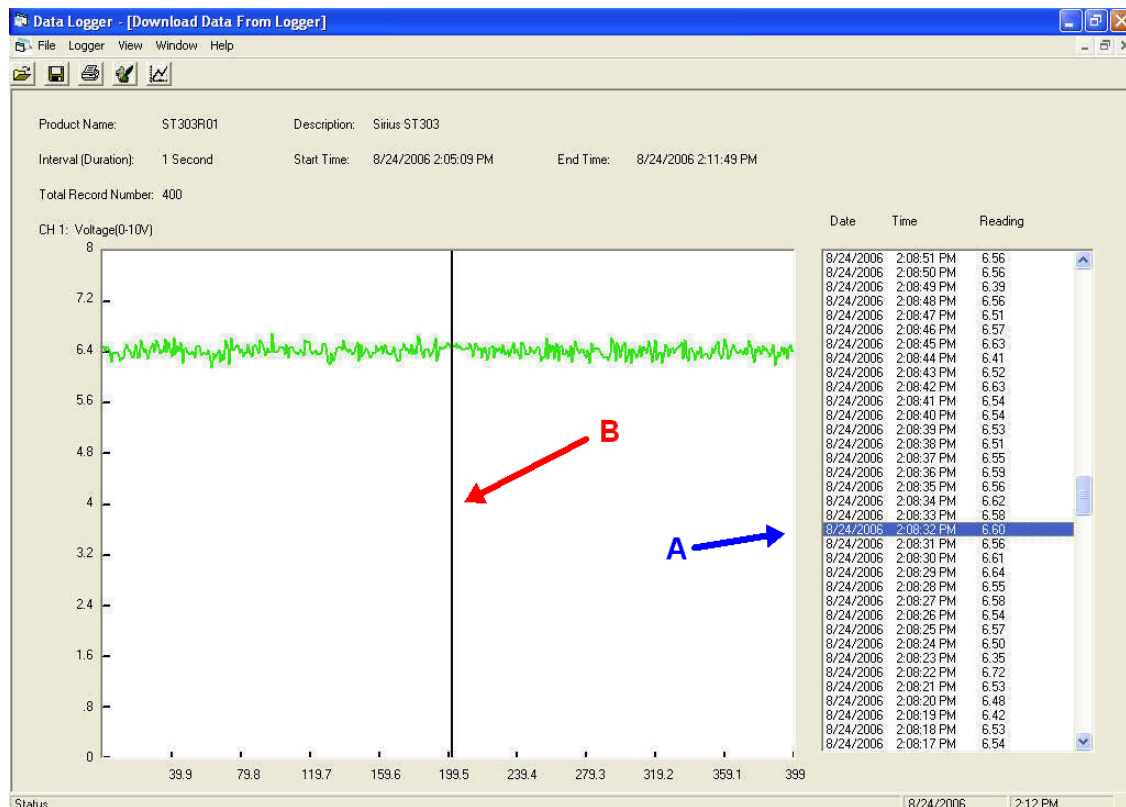 Data Logger - [Download Data From Logger]
File Logger View Window Help
Product Name: ST303R01 Description: Sirius ST303
Interval (Duration): 1 Second Start Time: 8/24/2006 2:05:09 PM End Time: 8/24/2006 2:11:49 PM
Total Record Number: 400
CH 1: Voltage(0-10V)
8
7.2
6.4
5.6
4.8
4
3.2
2.4
1.6
.8
0
39.9 79.8 119.7 159.6 199.5 239.4 279.3 319.2 359.1 399
B
A
Date Time Reading
8/24/2006 2:08:51 PM 6.56
8/24/2006 2:08:50 PM 6.56
8/24/2006 2:08:49 PM 6.39
8/24/2006 2:08:48 PM 6.56
8/24/2006 2:08:47 PM 6.51
8/24/2006 2:08:46 PM 6.57
8/24/2006 2:08:45 PM 6.63
8/24/2006 2:08:44 PM 6.41
8/24/2006 2:08:43 PM 6.52
8/24/2006 2:08:42 PM 6.63
8/24/2006 2:08:41 PM 6.54
8/24/2006 2:08:40 PM 6.54
8/24/2006 2:08:39 PM 6.53
8/24/2006 2:08:38 PM 6.51
8/24/2006 2:08:37 PM 6.55
8/24/2006 2:08:36 PM 6.59
8/24/2006 2:08:35 PM 6.56
8/24/2006 2:08:34 PM 6.62
8/24/2006 2:08:33 PM 6.58
8/24/2006 2:08:32 PM 6.60
8/24/2006 2:08:31 PM 6.56
8/24/2006 2:08:30 PM 6.61
8/24/2006 2:08:29 PM 6.64
8/24/2006 2:08:28 PM 6.55
8/24/2006 2:08:27 PM 6.58
8/24/2006 2:08:26 PM 6.54
8/24/2006 2:08:25 PM 6.57
8/24/2006 2:08:24 PM 6.50
8/24/2006 2:08:23 PM 6.35
8/24/2006 2:08:22 PM 6.72
8/24/2006 2:08:21 PM 6.53
8/24/2006 2:08:20 PM 6.48
8/24/2006 2:08:19 PM 6.42
8/24/2006 2:08:18 PM 6.53
8/24/2006 2:08:17 PM 6.54
Status 8/24/2006 2:12 PM